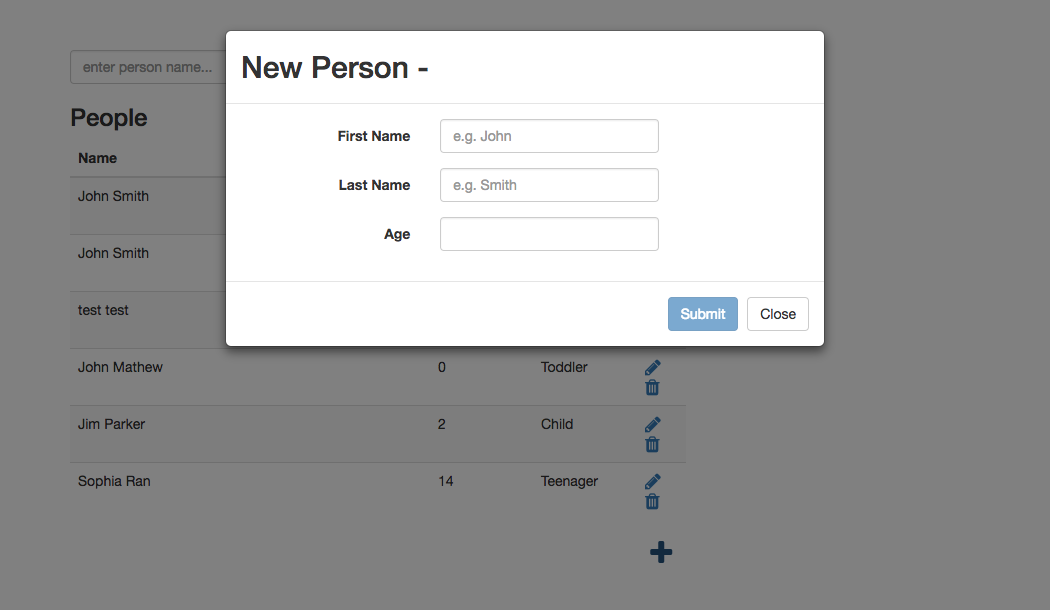 New Person -
First Name e.g. John
Last Name e.g. Smith
Age
Submit Close
enter person name...
People
Name
John Smith
John Smith
test test
John Mathew 0 Toddler
Jim Parker 2 Child
Sophia Ran 14 Teenager